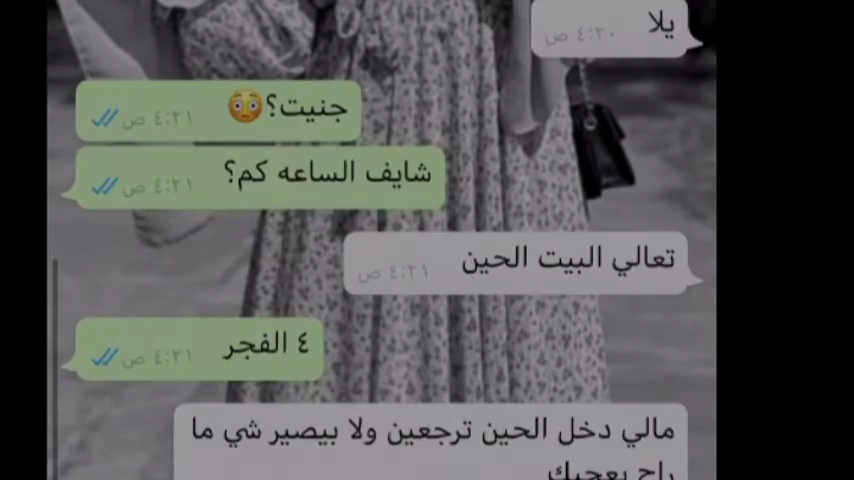 يلا
٤:٢٠ ص
جنيت؟😳
٤:٢١ ص
شايف الساعه كم؟
٤:٢١ ص
تعالي البيت الحين
٤:٢١ ص
٤ الفجر
٤:٢١ ص
مالي دخل الحين ترجعين ولا بيصير شي ما
راح يعجبك